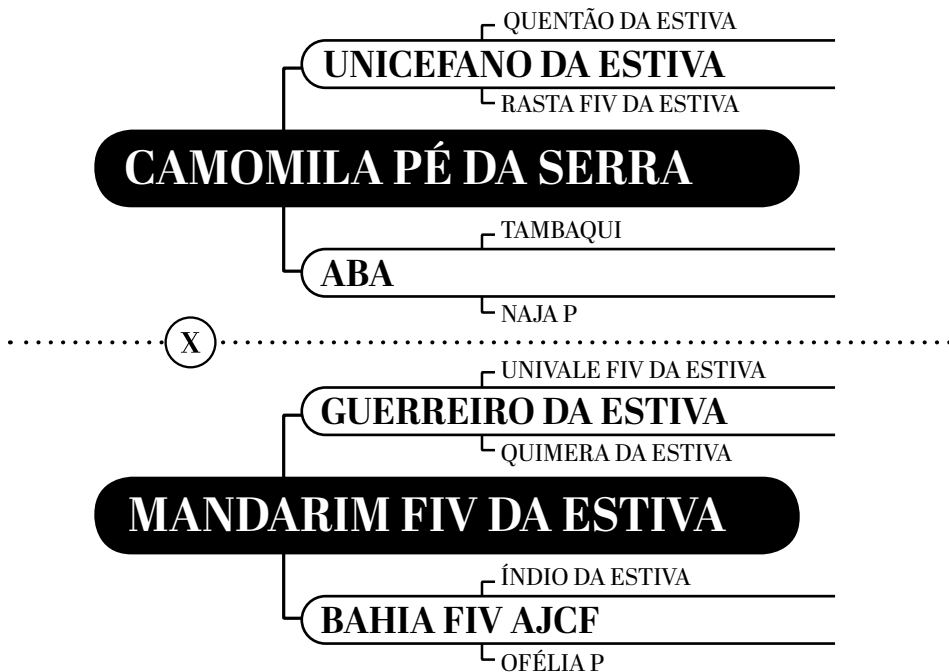 QUENTÃO DA ESTIVA
UNICEFANO DA ESTIVA
RASTA FIV DA ESTIVA
CAMOMILA PÉ DA SERRA
TAMBAQUI
ABA
NAJA P
X
UNIVALE FIV DA ESTIVA
GUERREIRO DA ESTIVA
QUIMERA DA ESTIVA
MANDARIM FIV DA ESTIVA
ÍNDIO DA ESTIVA
BAHIA FIV AJCF
OFÉLIA P